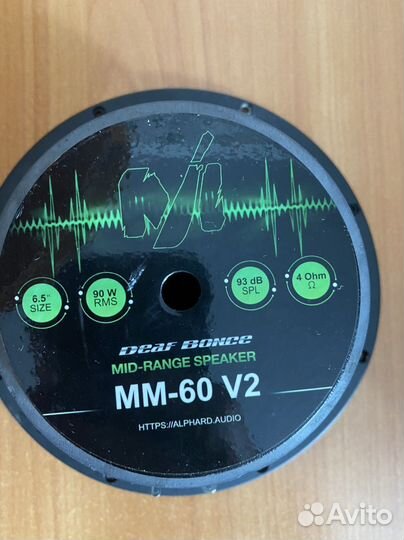 6.5"
SIZE
90 W
RMS
93 dB
SPL
4 Ohm
Ω
Deaf Bonce
MID-RANGE SPEAKER
MM-60 V2
HTTPS://ALPHARD.AUDIO
Avito